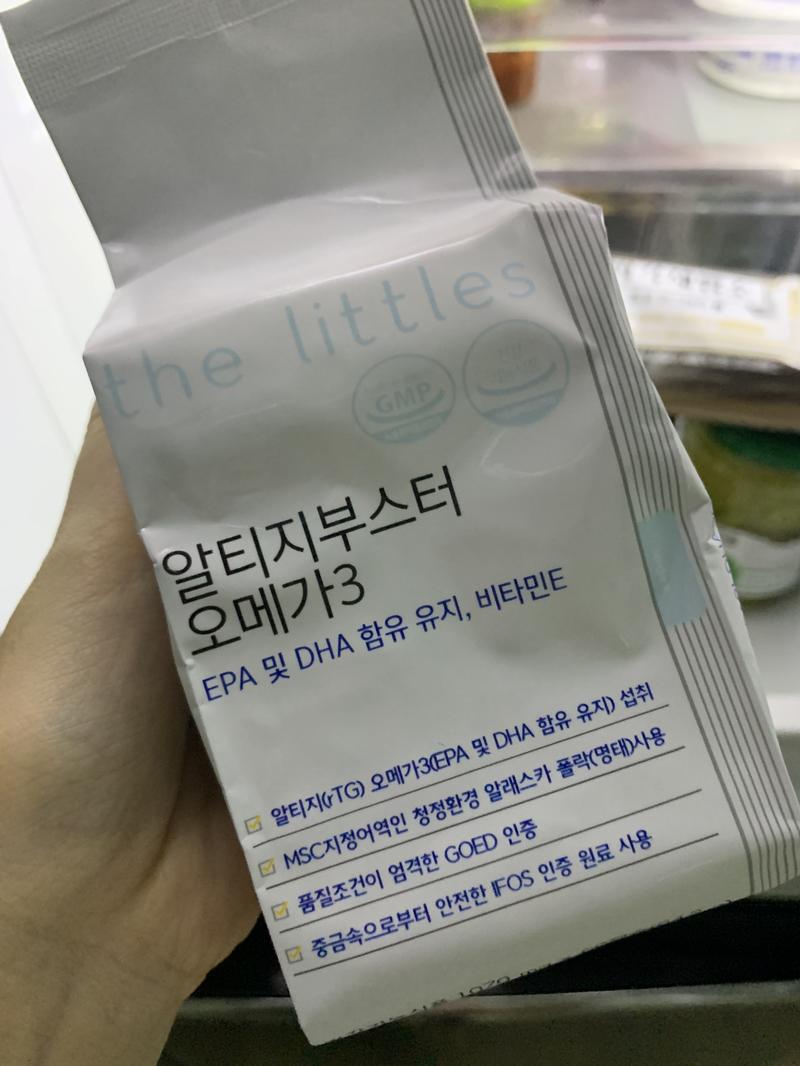 the littles
GMP
알티지부스터
오메가3
EPA 및 DHA 함유 유지, 비타민E
알티지(rTG) 오메가3(EPA 및 DHA 함유 유지) 섭취
MSC지정어역인 청정환경 알래스카 폴락(명태)사용
품질조건이 엄격한 GOED 인증
중금속으로부터 안전한 IFOS 인증 원료 사용